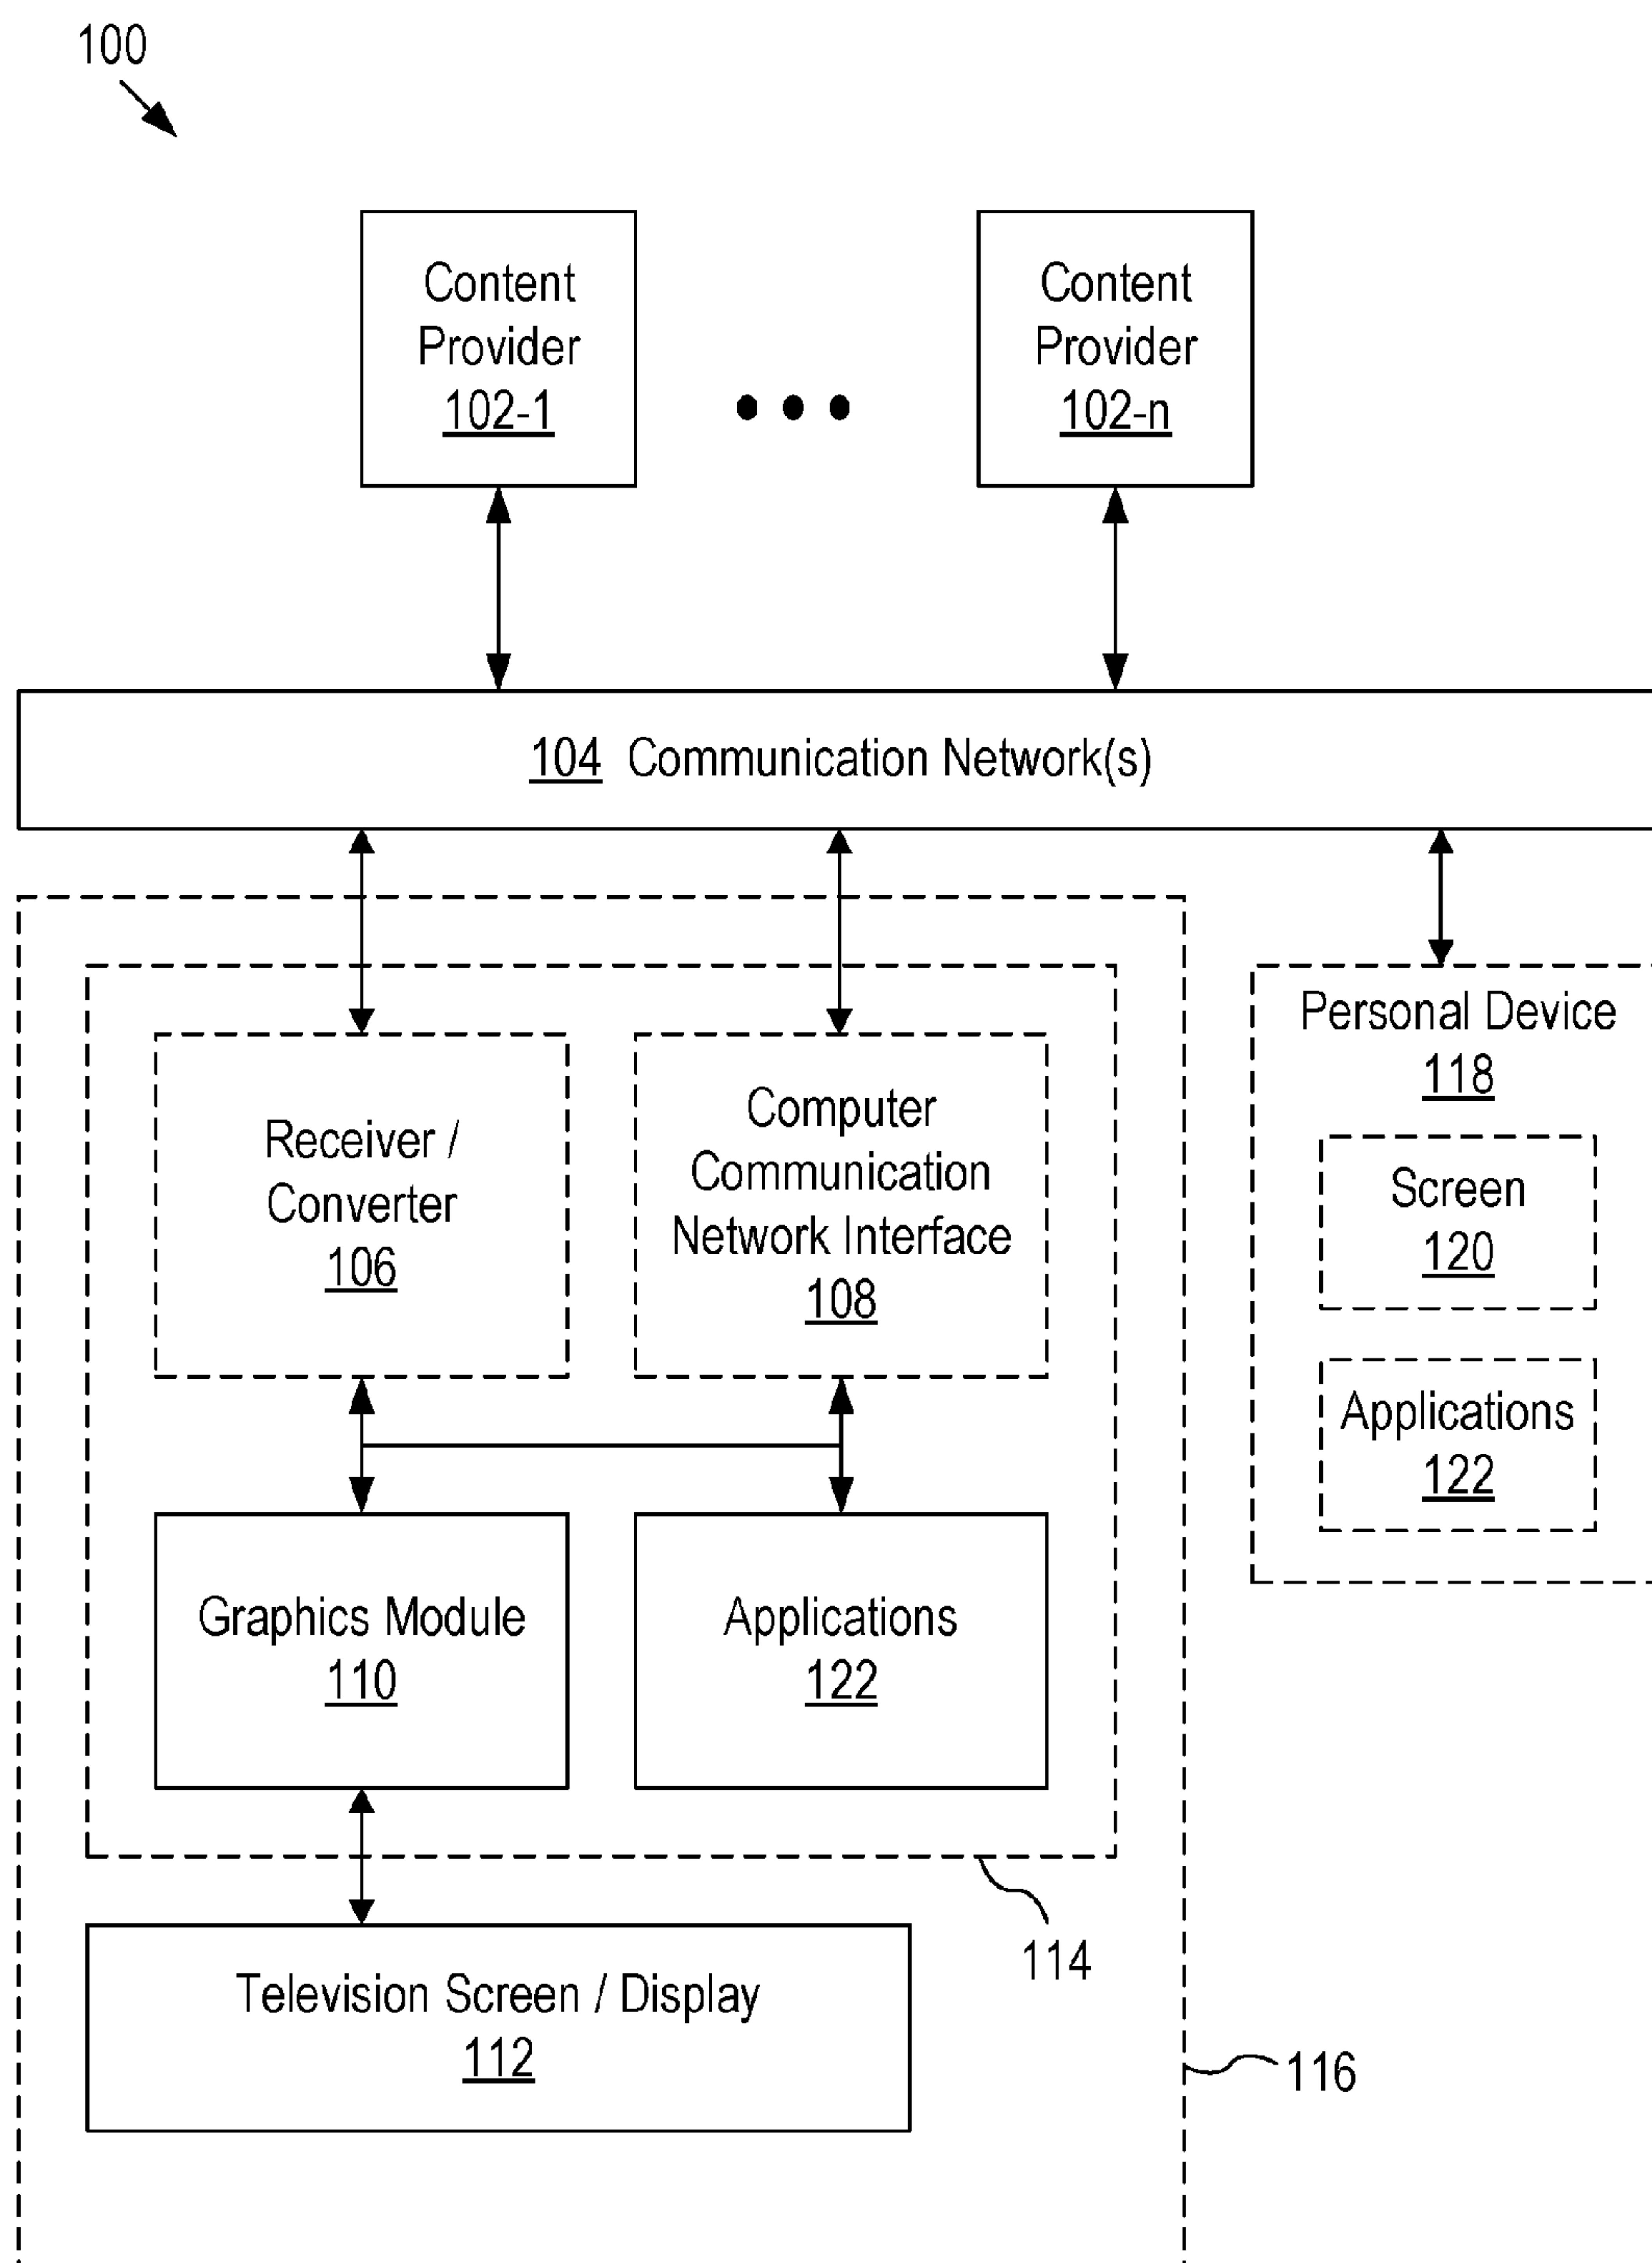 100
Content
Provider
102-1
Content
Provider
102-n
104 Communication Network(s)
Receiver /
Converter
106
Computer
Communication
Network Interface
108
Personal Device
118
Screen
120
Applications
122
Graphics Module
110
Applications
122
114
Television Screen / Display
112
116